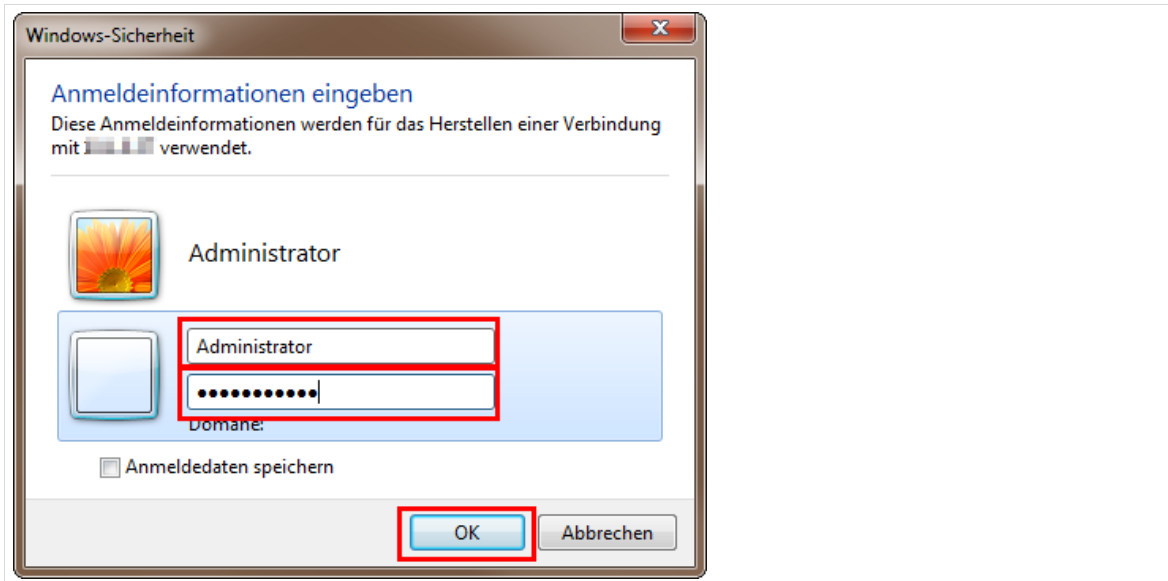 Windows-Sicherheit
Anmeldeinformationen eingeben
Diese Anmeldeinformationen werden für das Herstellen einer Verbindung
mit verwendet.
Administrator
Administrator
●●●●●●●●●●●
Domäne:
Anmeldedaten speichern
OK
Abbrechen